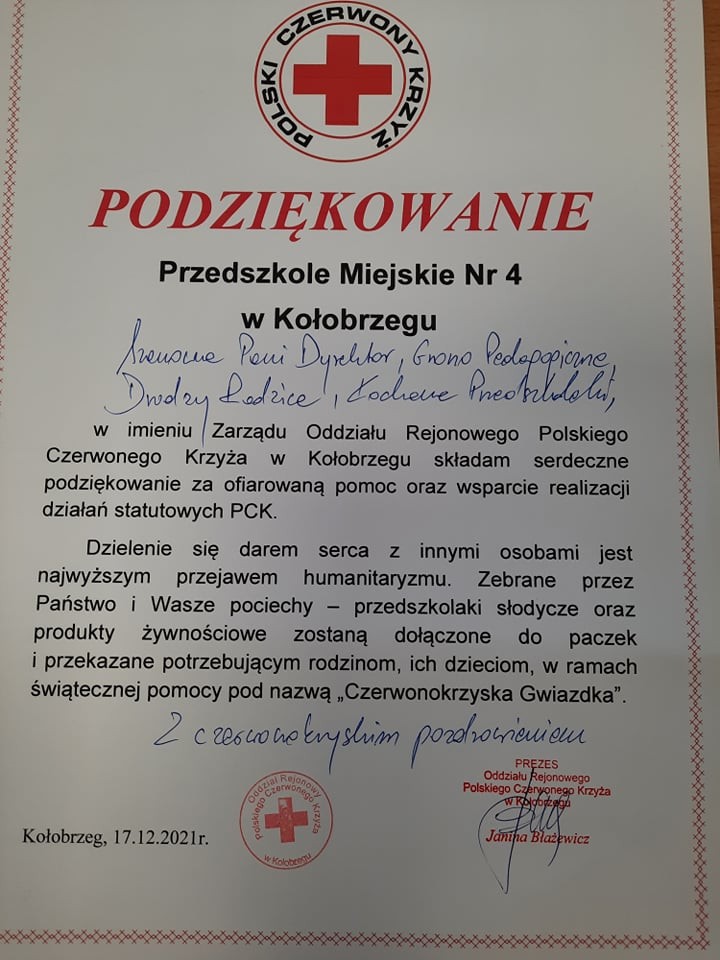 POLSKI CZERWONY KRZYŻ
PODZIĘKOWANIE
Przedszkole Miejskie Nr 4
w Kołobrzegu
Szanowna Pani Dyrektor, Grono Pedagogiczne,
Drodzy Rodzice, Kochane Przedszkolaki,
w imieniu Zarządu Oddziału Rejonowego Polskiego
Czerwonego Krzyża w Kołobrzegu składam serdeczne
podziękowanie za ofiarowaną pomoc oraz wsparcie realizacji
działań statutowych PCK.
Dzielenie się darem serca z innymi osobami jest
najwyższym przejawem humanitaryzmu. Zebrane przez
Państwo i Wasze pociechy – przedszkolaki słodycze oraz
produkty żywnościowe zostaną dołączone do paczek
i przekazane potrzebującym rodzinom, ich dzieciom, w ramach
świątecznej pomocy pod nazwą „Czerwonokrzyska Gwiazdka”.
Z czerwonokryskim pozdrowieniem
PREZES
Oddziału Rejonowego
Polskiego Czerwonego Krzyża
w Kołobrzegu
Janina Błażewicz
Oddział Rejonowy
Polskiego Czerwonego Krzyża
w Kołobrzegu
Kołobrzeg, 17.12.2021r.